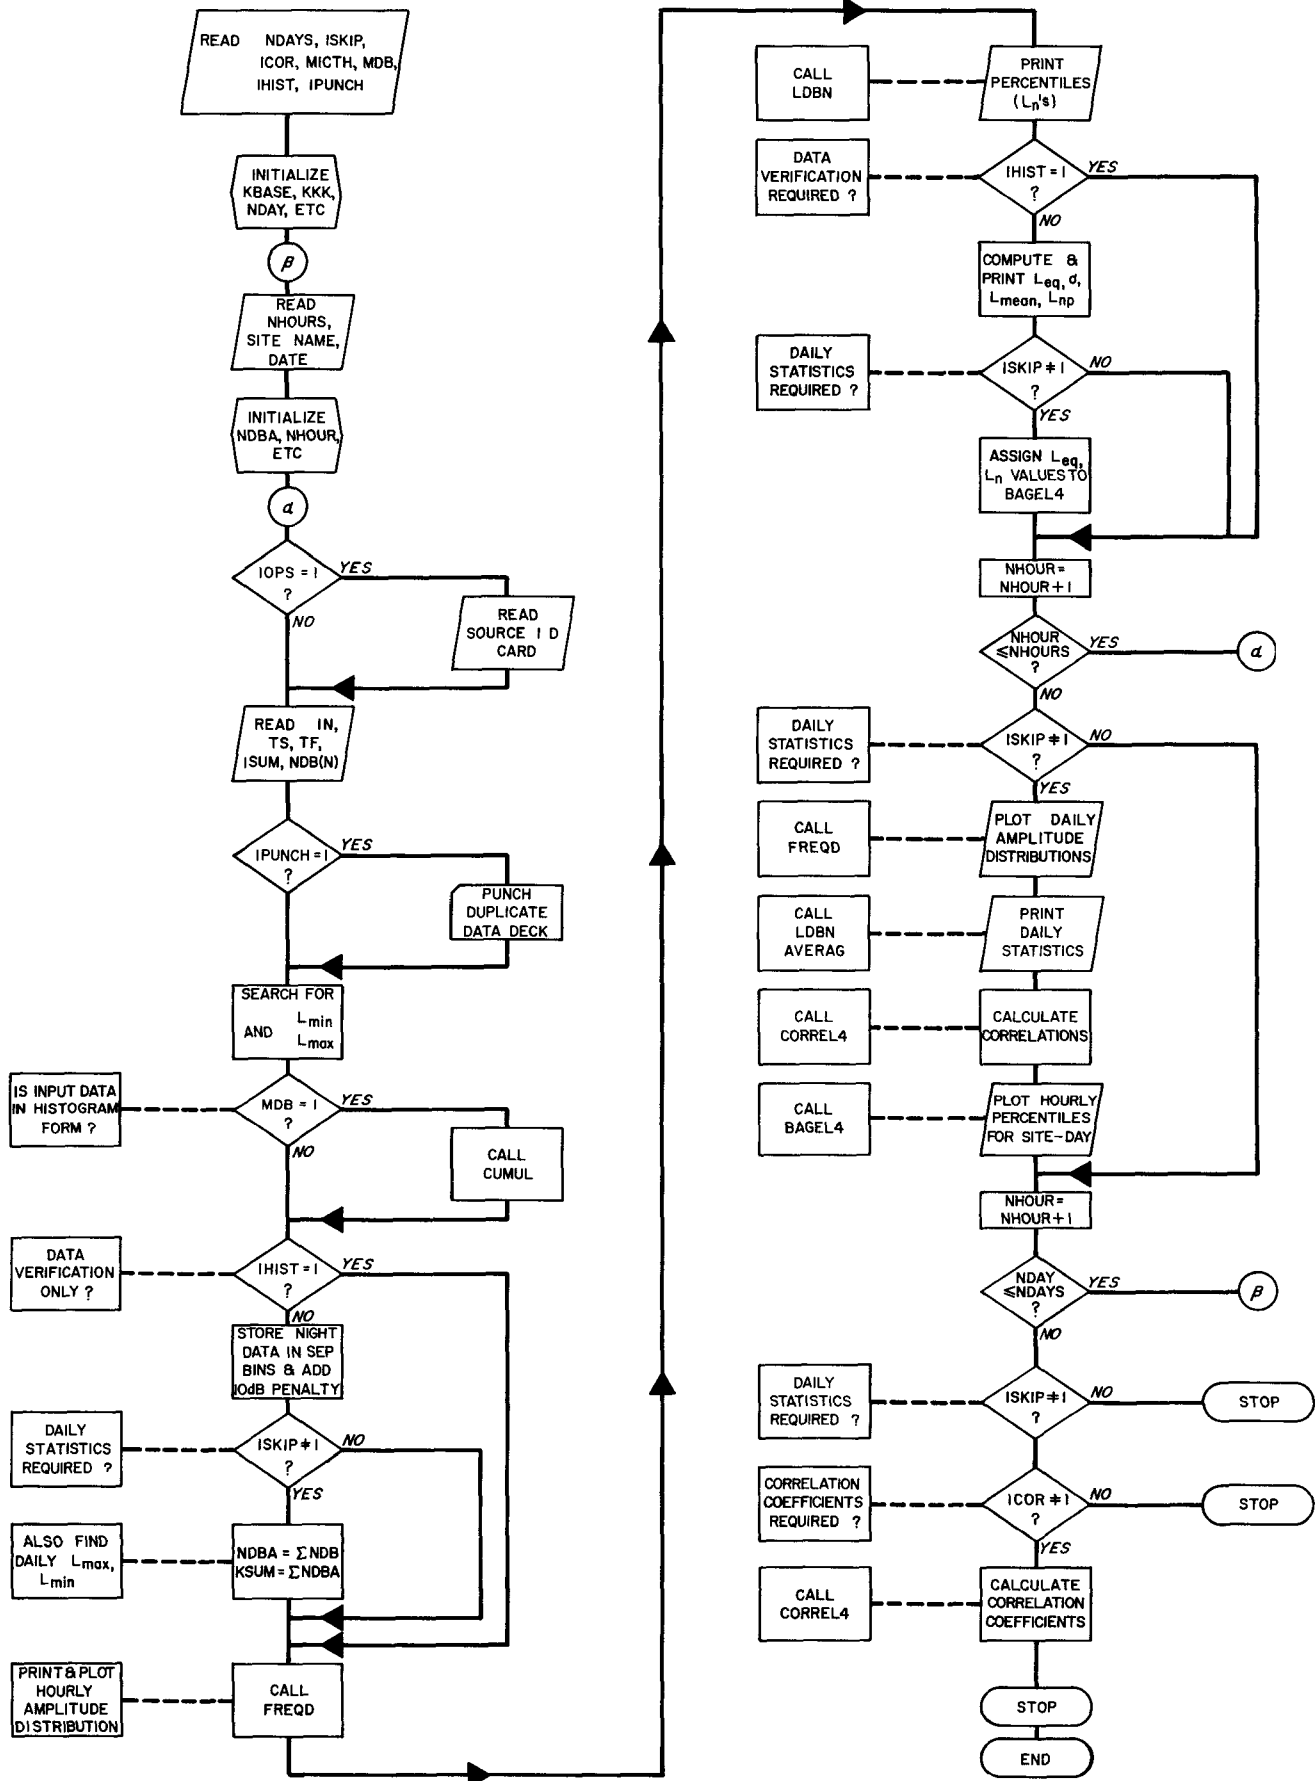 READ NDAYS, ISKIP,
ICOR, MICTH, MDB,
IHIST, IPUNCH
INITIALIZE
KBASE, KKK,
NDAY, ETC
β
READ
NHOURS,
SITE NAME,
DATE
INITIALIZE
NDBA, NHOUR,
ETC
α
IOPS = 1
?
YES
NO
READ
SOURCE I D
CARD
READ IN,
TS, TF,
ISUM, NDB(N)
IPUNCH = 1
?
YES
PUNCH
DUPLICATE
DATA DECK
SEARCH FOR
Lmin
AND
Lmax
IS INPUT DATA
IN HISTOGRAM
FORM ?
MDB = 1
?
YES
NO
CALL
CUMUL
DATA
VERIFICATION
ONLY ?
IHIST = 1
?
YES
NO
STORE NIGHT
DATA IN SEP
BINS & ADD
10dB PENALTY
DAILY
STATISTICS
REQUIRED ?
ISKIP ≠ 1
?
NO
YES
ALSO FIND
DAILY Lmax,
Lmin
NDBA = ΣNDB
KSUM = ΣNDBA
PRINT & PLOT
HOURLY
AMPLITUDE
DISTRIBUTION
CALL
FREQD
CALL
LDBN
PRINT
PERCENTILES
(Ln's)
DATA
VERIFICATION
REQUIRED ?
IHIST = 1
?
YES
NO
COMPUTE &
PRINT Leq, σ,
Lmean, Lnp
DAILY
STATISTICS
REQUIRED ?
ISKIP ≠ 1
?
NO
YES
ASSIGN Leq,
Ln VALUES TO
BAGEL4
NHOUR =
NHOUR + 1
NHOUR
≤NHOURS
?
YES
α
NO
DAILY
STATISTICS
REQUIRED ?
ISKIP ≠ 1
?
NO
YES
CALL
FREQD
PLOT DAILY
AMPLITUDE
DISTRIBUTIONS
CALL
LDBN
AVERAG
PRINT
DAILY
STATISTICS
CALL
CORREL4
CALCULATE
CORRELATIONS
CALL
BAGEL4
PLOT HOURLY
PERCENTILES
FOR SITE-DAY
NHOUR =
NHOUR + 1
NDAY
≤NDAYS
?
YES
β
NO
DAILY
STATISTICS
REQUIRED ?
ISKIP ≠ 1
?
NO
STOP
CORRELATION
COEFFICIENTS
REQUIRED ?
ICOR ≠ 1
?
NO
STOP
YES
CALL
CORREL4
CALCULATE
CORRELATION
COEFFICIENTS
STOP
END